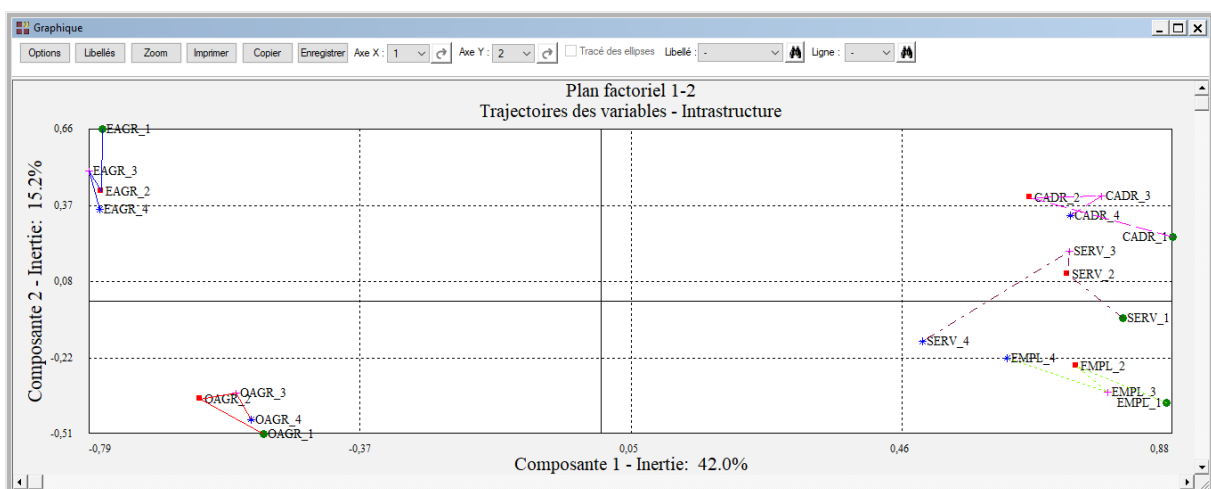 Graphique
Options Libellés Zoom Imprimer Copier Enregistrer Axe X : 1 Axe Y : 2 Tracé des ellipses Libellé : - Ligne : -
Plan factoriel 1-2
Trajectoires des variables - Intrastructure
0,66
EAGR_1
EAGR_3
EAGR_2
EAGR_4
CADR_2
CADR_3
CADR_4
CADR_1
0,37
SERV_3
SERV_2
0,08
SERV_1
SERV_4
-0,22
EMPL_4
EMPL_2
EMPL_3
EMPL_1
OAGR_3
OAGR_2
OAGR_4
OAGR_1
-0,51
-0,79 -0,37 0,05 0,46 0,88
Composante 1 - Inertie: 42.0%
Composante 2 - Inertie: 15.2%